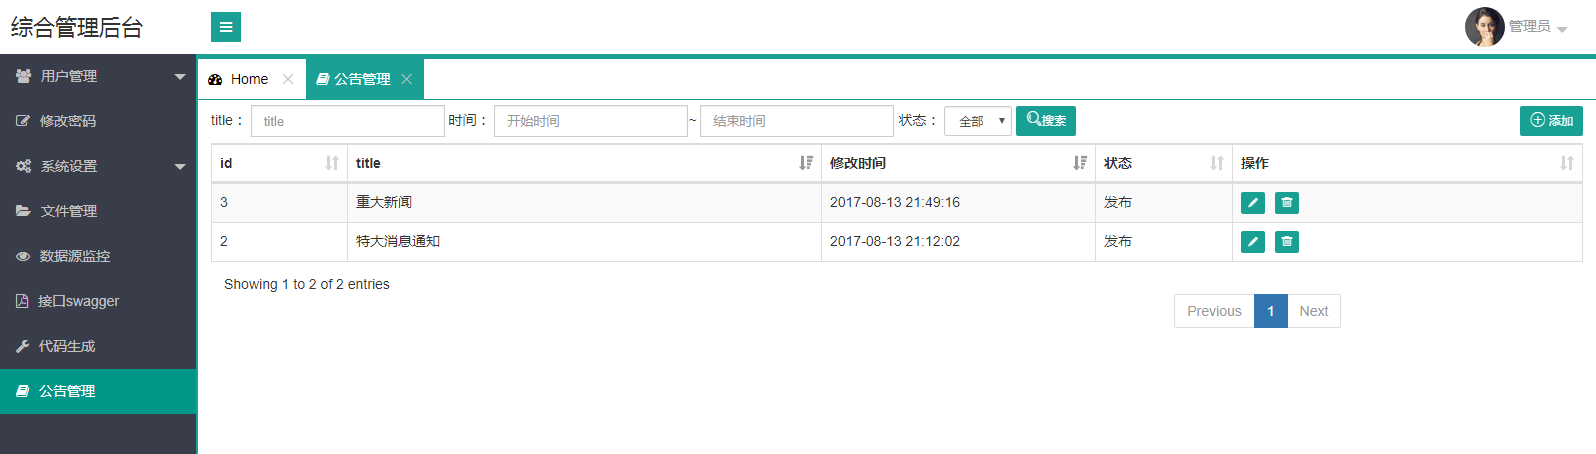 综合管理后台
管理员
用户管理
修改密码
系统设置
文件管理
数据源监控
接口swagger
代码生成
公告管理
Home 公告管理
title： title 时间： 开始时间 ~ 结束时间 状态： 全部 搜索 添加
id title 修改时间 状态 操作
3 重大新闻 2017-08-13 21:49:16 发布
2 特大消息通知 2017-08-13 21:12:02 发布
Showing 1 to 2 of 2 entries
Previous 1 Next